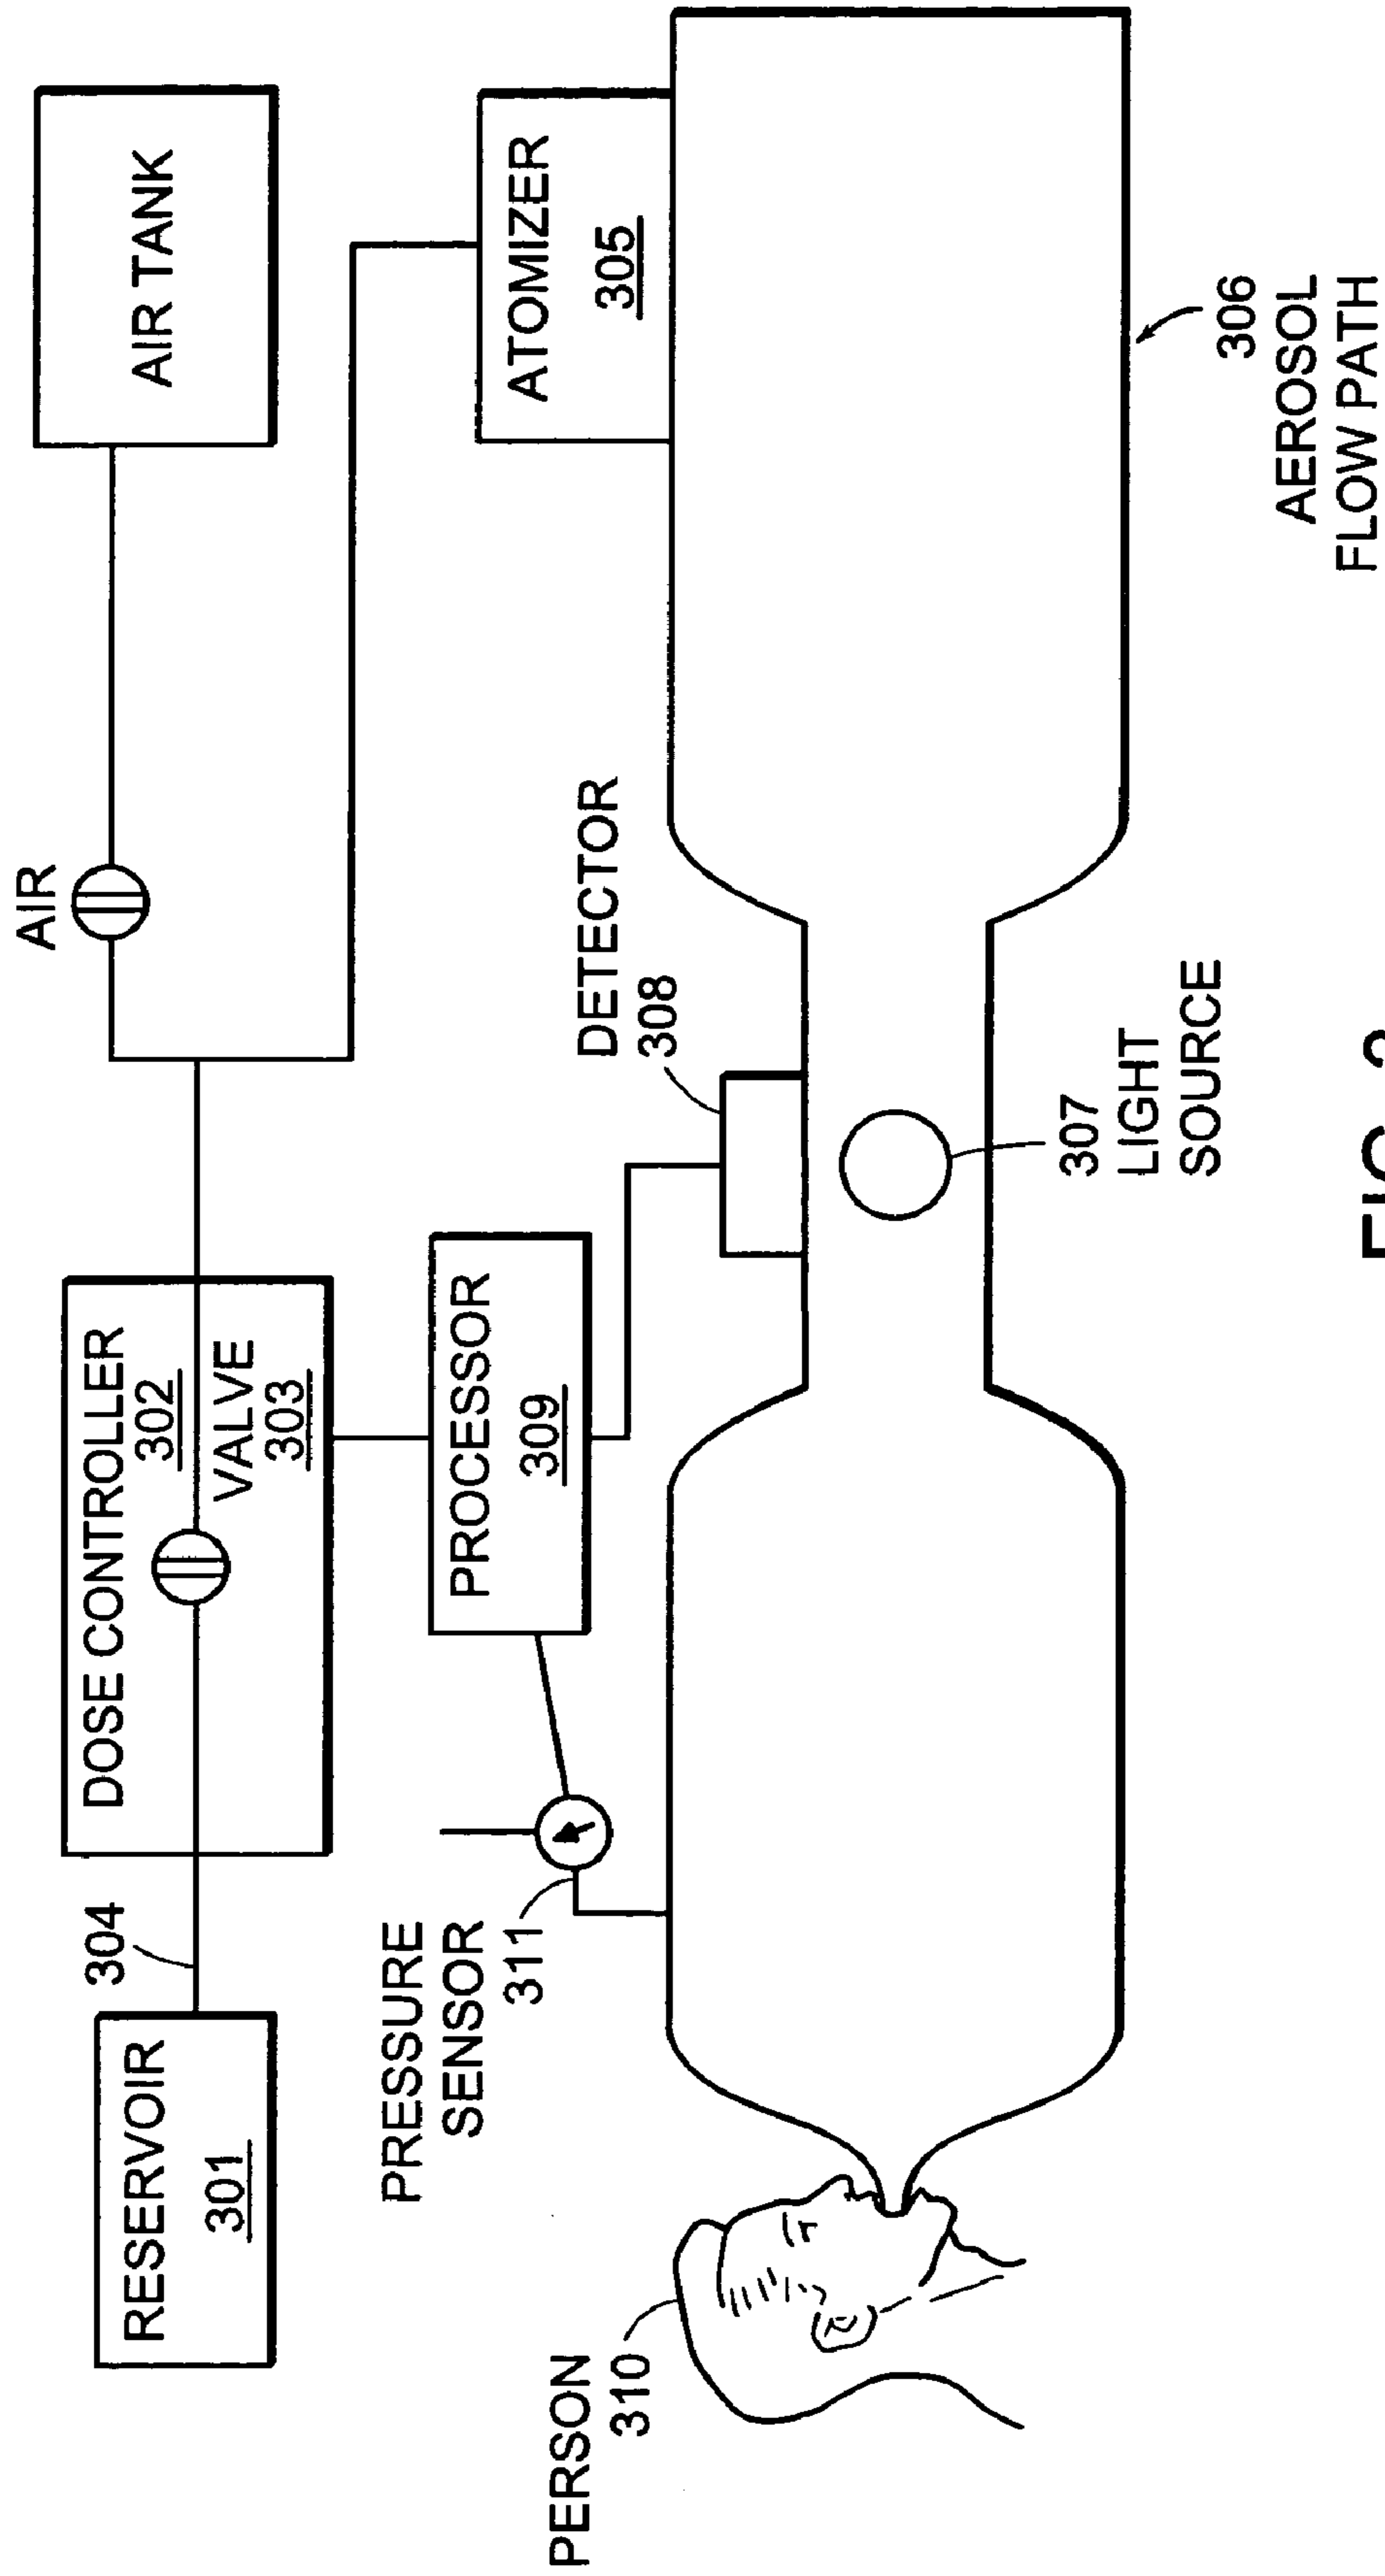 RESERVOIR
301
304
DOSE CONTROLLER
302
VALVE
303
AIR
AIR TANK
PRESSURE
SENSOR
311
PROCESSOR
309
DETECTOR
308
ATOMIZER
305
PERSON
310
307
LIGHT
SOURCE
306
AEROSOL
FLOW PATH
FIG.